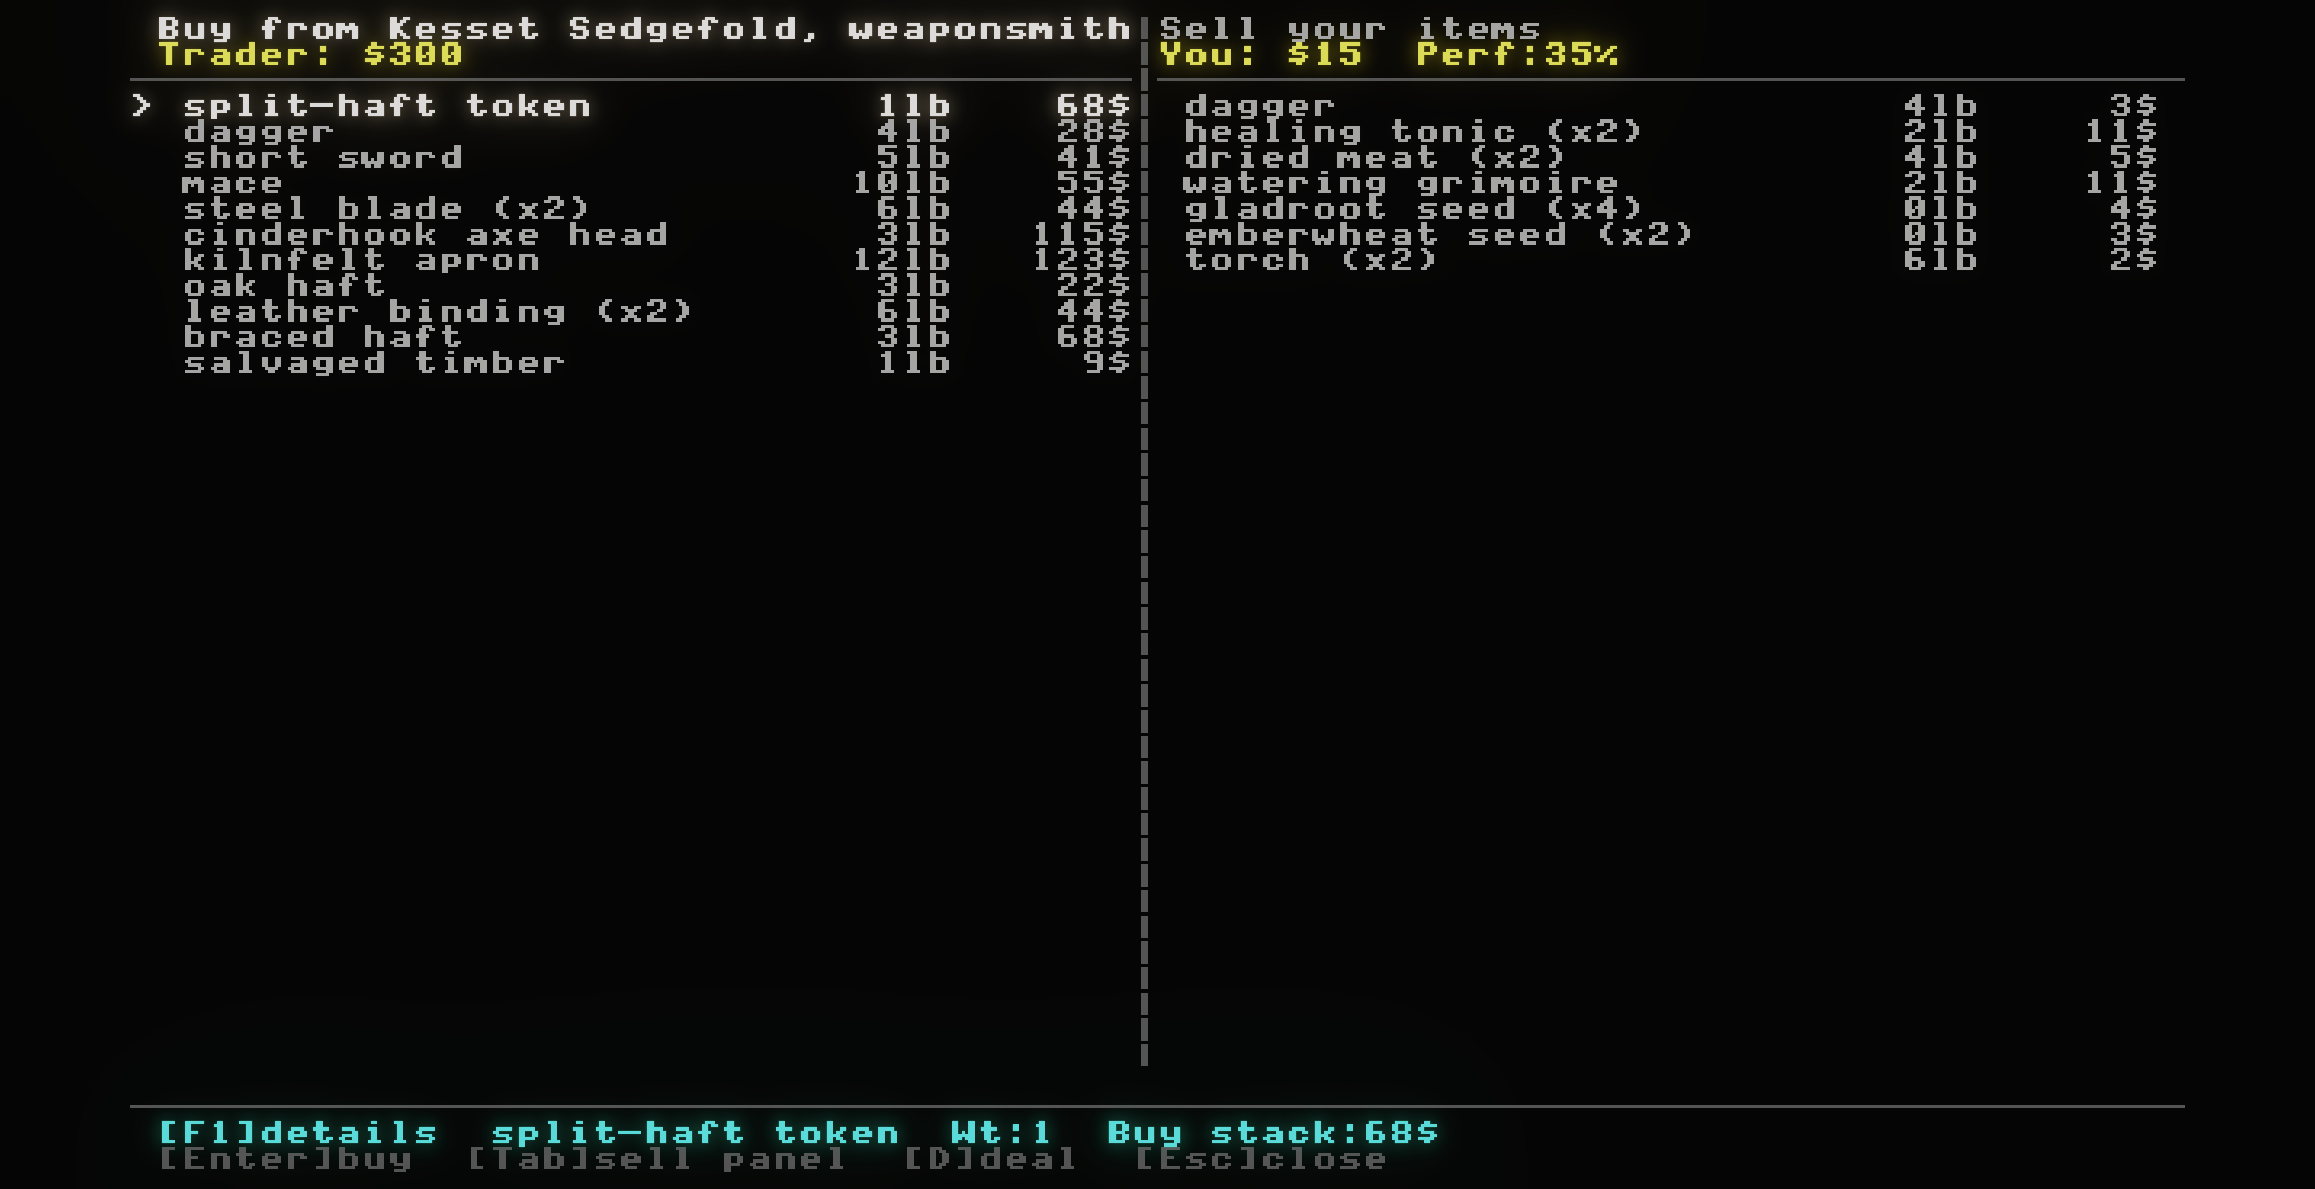 Buy from Kesset Sedgefold, weaponsmith
Trader: $300
> split—haft token 1lb 68$
dagger 4lb 28$
short sword 5lb 41$
mace 10lb 55$
steel blade (x2) 6lb 44$
cinderhook axe head 3lb 115$
kilnfelt apron 12lb 123$
oak haft 3lb 22$
leather binding (x2) 6lb 44$
braced haft 3lb 68$
salvaged timber 1lb 9$
Sell your items
You: $15 Perf:35%
dagger 4lb 3$
healing tonic (x2) 2lb 11$
dried meat (x2) 4lb 5$
watering grimoire 2lb 11$
gladroot seed (x4) 0lb 4$
emberwheat seed (x2) 0lb 3$
torch (x2) 6lb 2$
[F1]details split—haft token Wt:1 Buy stack:68$
[Enter]buy [Tab]sell panel [D]deal [Esc]close